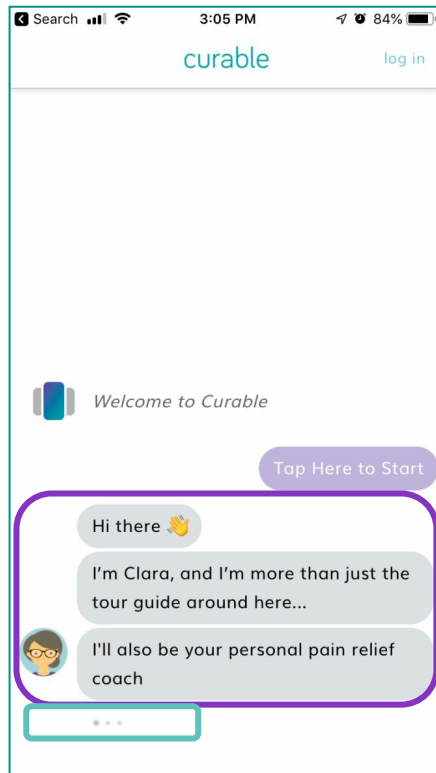 Search
3:05 PM
84%
curable
log in
Welcome to Curable
Tap Here to Start
Hi there 👋
I'm Clara, and I'm more than just the
tour guide around here...
I'll also be your personal pain relief
coach